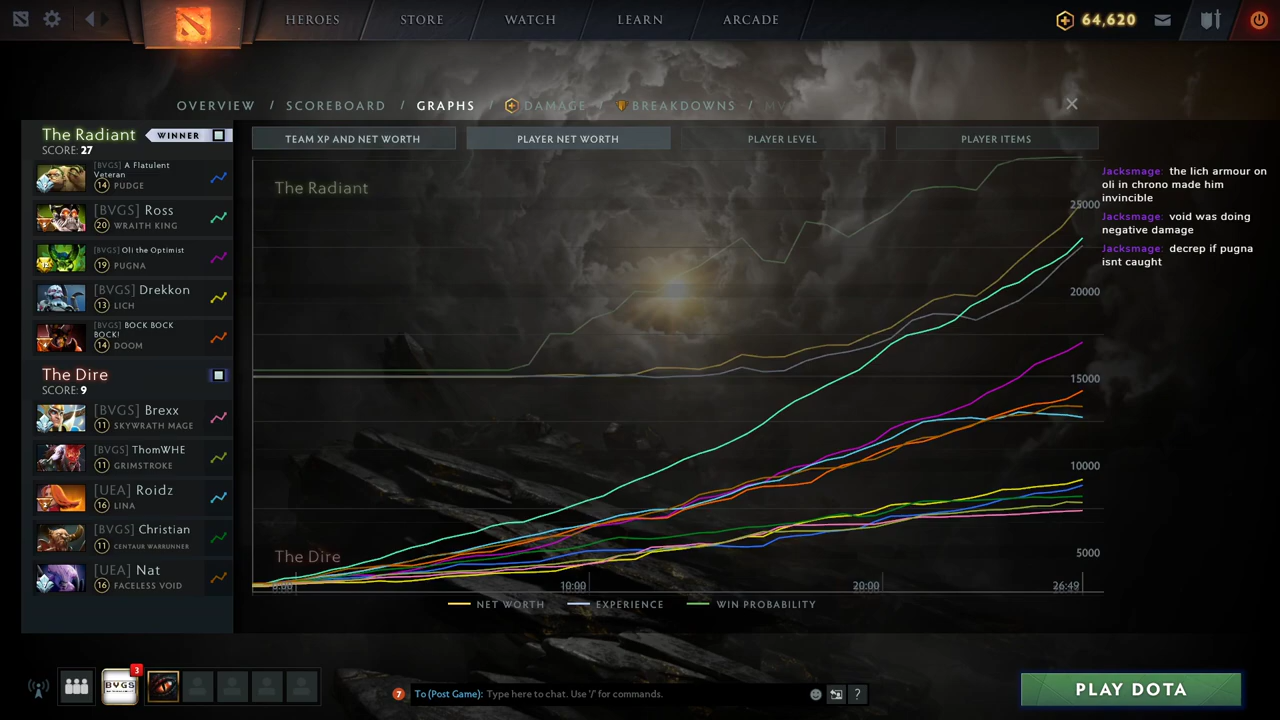 HEROES
STORE
WATCH
LEARN
ARCADE
64,620
OVERVIEW / SCOREBOARD / GRAPHS / DAMAGE / BREAKDOWNS / MV
The Radiant
WINNER
SCORE: 27
[BVGS] A Flatulent
Veteran
14 PUDGE
[BVGS] Ross
20 WRAITH KING
[BVGS] Oli the Optimist
19 PUGNA
[BVGS] Drekkon
13 LICH
[BVGS] BOCK BOCK
BOCK!
14 DOOM
The Dire
SCORE: 9
[BVGS] Brexx
11 SKYWRATH MAGE
[BVGS] ThomWHE
11 GRIMSTROKE
[UEA] Roidz
16 LINA
[BVGS] Christian
11 CENTAUR WARRUNNER
[UEA] Nat
16 FACELESS VOID
TEAM XP AND NET WORTH
PLAYER NET WORTH
PLAYER LEVEL
PLAYER ITEMS
The Radiant
25000
20000
15000
10000
5000
The Dire
10:00
20:00
26:49
NET WORTH
EXPERIENCE
WIN PROBABILITY
Jacksmage: the lich armour on
oli in chrono made him
invincible
Jacksmage: void was doing
negative damage
Jacksmage: decrep if pugna
isnt caught
BVGS
3
7
To (Post Game): Type here to chat. Use '/' for commands.
?
PLAY DOTA